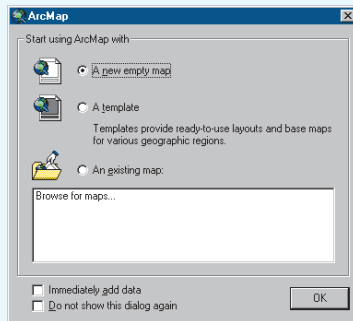 ArcMap
Start using ArcMap with
A new empty map
A template
Templates provide ready-to-use layouts and base maps
for various geographic regions.
An existing map:
Browse for maps...
Immediately add data
Do not show this dialog again
OK